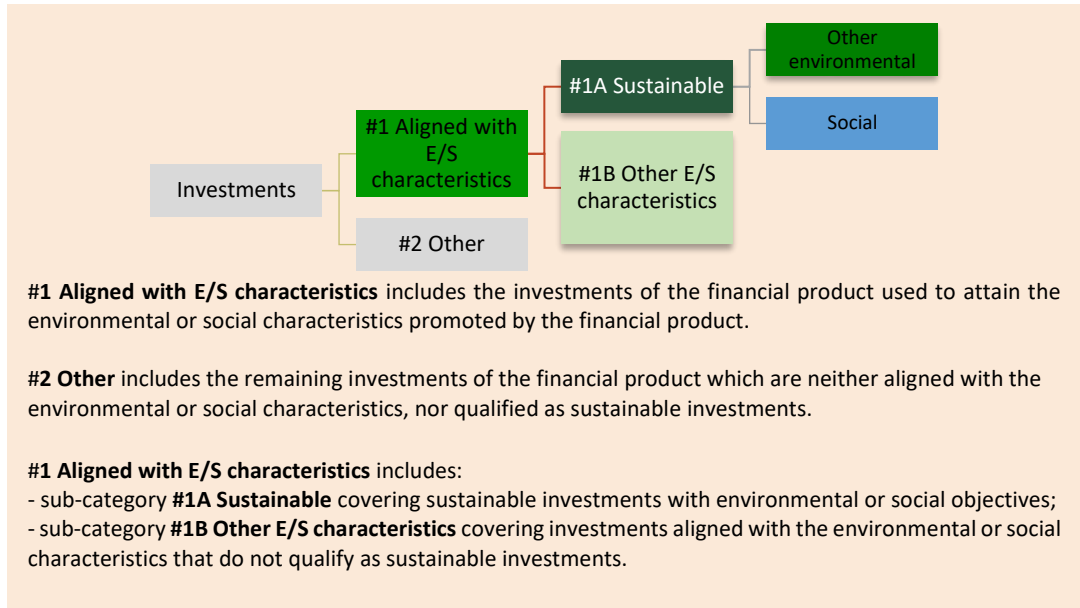 Other
environmental
#1A Sustainable
#1 Aligned with
E/S
characteristics
Social
Investments
#1B Other E/S
characteristics
#2 Other
#1 Aligned with E/S characteristics includes the investments of the financial product used to attain the
environmental or social characteristics promoted by the financial product.
#2 Other includes the remaining investments of the financial product which are neither aligned with the
environmental or social characteristics, nor qualified as sustainable investments.
#1 Aligned with E/S characteristics includes:
- sub-category #1A Sustainable covering sustainable investments with environmental or social objectives;
- sub-category #1B Other E/S characteristics covering investments aligned with the environmental or social
characteristics that do not qualify as sustainable investments.